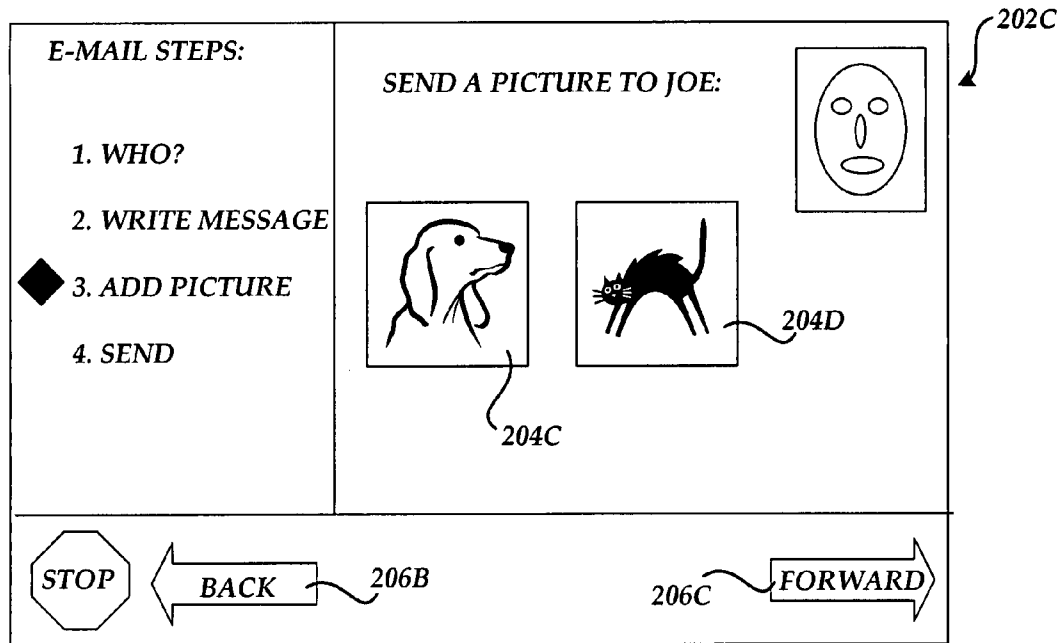 202C
E-MAIL STEPS:
SEND A PICTURE TO JOE:
1. WHO?
2. WRITE MESSAGE
3. ADD PICTURE
4. SEND
204D
204C
STOP
BACK
206B
206C
FORWARD